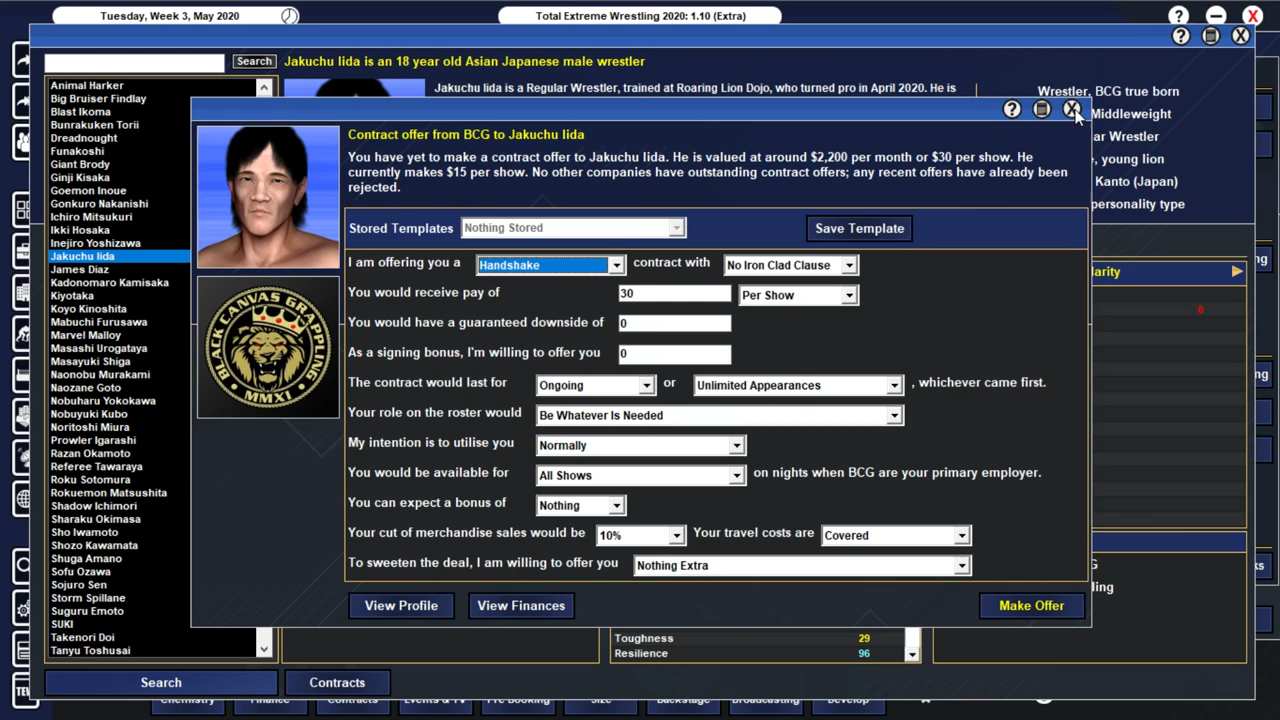 Tuesday, Week 3, May 2020
Total Extreme Wrestling 2020: 1.10 (Extra)
Search
Jakuchu Iida is an 18 year old Asian Japanese male wrestler
Jakuchu Iida is a Regular Wrestler, trained at Roaring Lion Dojo, who turned pro in April 2020. He is
Wrestler, BCG true born
Middleweight
ar Wrestler
, young lion
Kanto (Japan)
personality type
Animal Harker
Big Bruiser Findlay
Blast Ikoma
Bunrakuken Torii
Dreadnought
Funakoshi
Giant Brody
Ginji Kisaka
Goemon Inoue
Gonkuro Nakanishi
Ichiro Mitsukuri
Ikki Hosaka
Inejiro Yoshizawa
Jakuchu Iida
James Diaz
Kadonomaro Kamisaka
Kiyotaka
Koyo Kinoshita
Mabuchi Furusawa
Marvel Malloy
Masashi Urogataya
Masayuki Shiga
Naonobu Murakami
Naozane Goto
Nobuharu Yokokawa
Nobuyuki Kubo
Noritoshi Miura
Prowler Igarashi
Razan Okamoto
Referee Tawaraya
Roku Sotomura
Rokuemon Matsushita
Shadow Ichimori
Sharaku Okimasa
Sho Iwamoto
Shozo Kawamata
Shuga Amano
Sofu Ozawa
Sojuro Sen
Storm Spillane
Suguru Emoto
SUKI
Takenori Doi
Tanyu Toshusai
Contract offer from BCG to Jakuchu Iida
You have yet to make a contract offer to Jakuchu Iida. He is valued at around $2,200 per month or $30 per show. He
currently makes $15 per show. No other companies have outstanding contract offers; any recent offers have already been
rejected.
Stored Templates Nothing Stored Save Template
I am offering you a Handshake contract with No Iron Clad Clause
You would receive pay of 30 Per Show
You would have a guaranteed downside of 0
As a signing bonus, I'm willing to offer you 0
The contract would last for Ongoing or Unlimited Appearances , whichever came first.
Your role on the roster would Be Whatever Is Needed
My intention is to utilise you Normally
You would be available for All Shows on nights when BCG are your primary employer.
You can expect a bonus of Nothing
Your cut of merchandise sales would be 10% Your travel costs are Covered
To sweeten the deal, I am willing to offer you Nothing Extra
View Profile View Finances Make Offer
BLACK CANVAS GRAPPLING
MMXI
larity
0
ng
ing
G
ling
ks
Toughness 29
Resilience 96
Search Contracts
TEW
Chemistry Finance Contracts Events & TV Pre Booking Size Backstage Broadcasting Develop